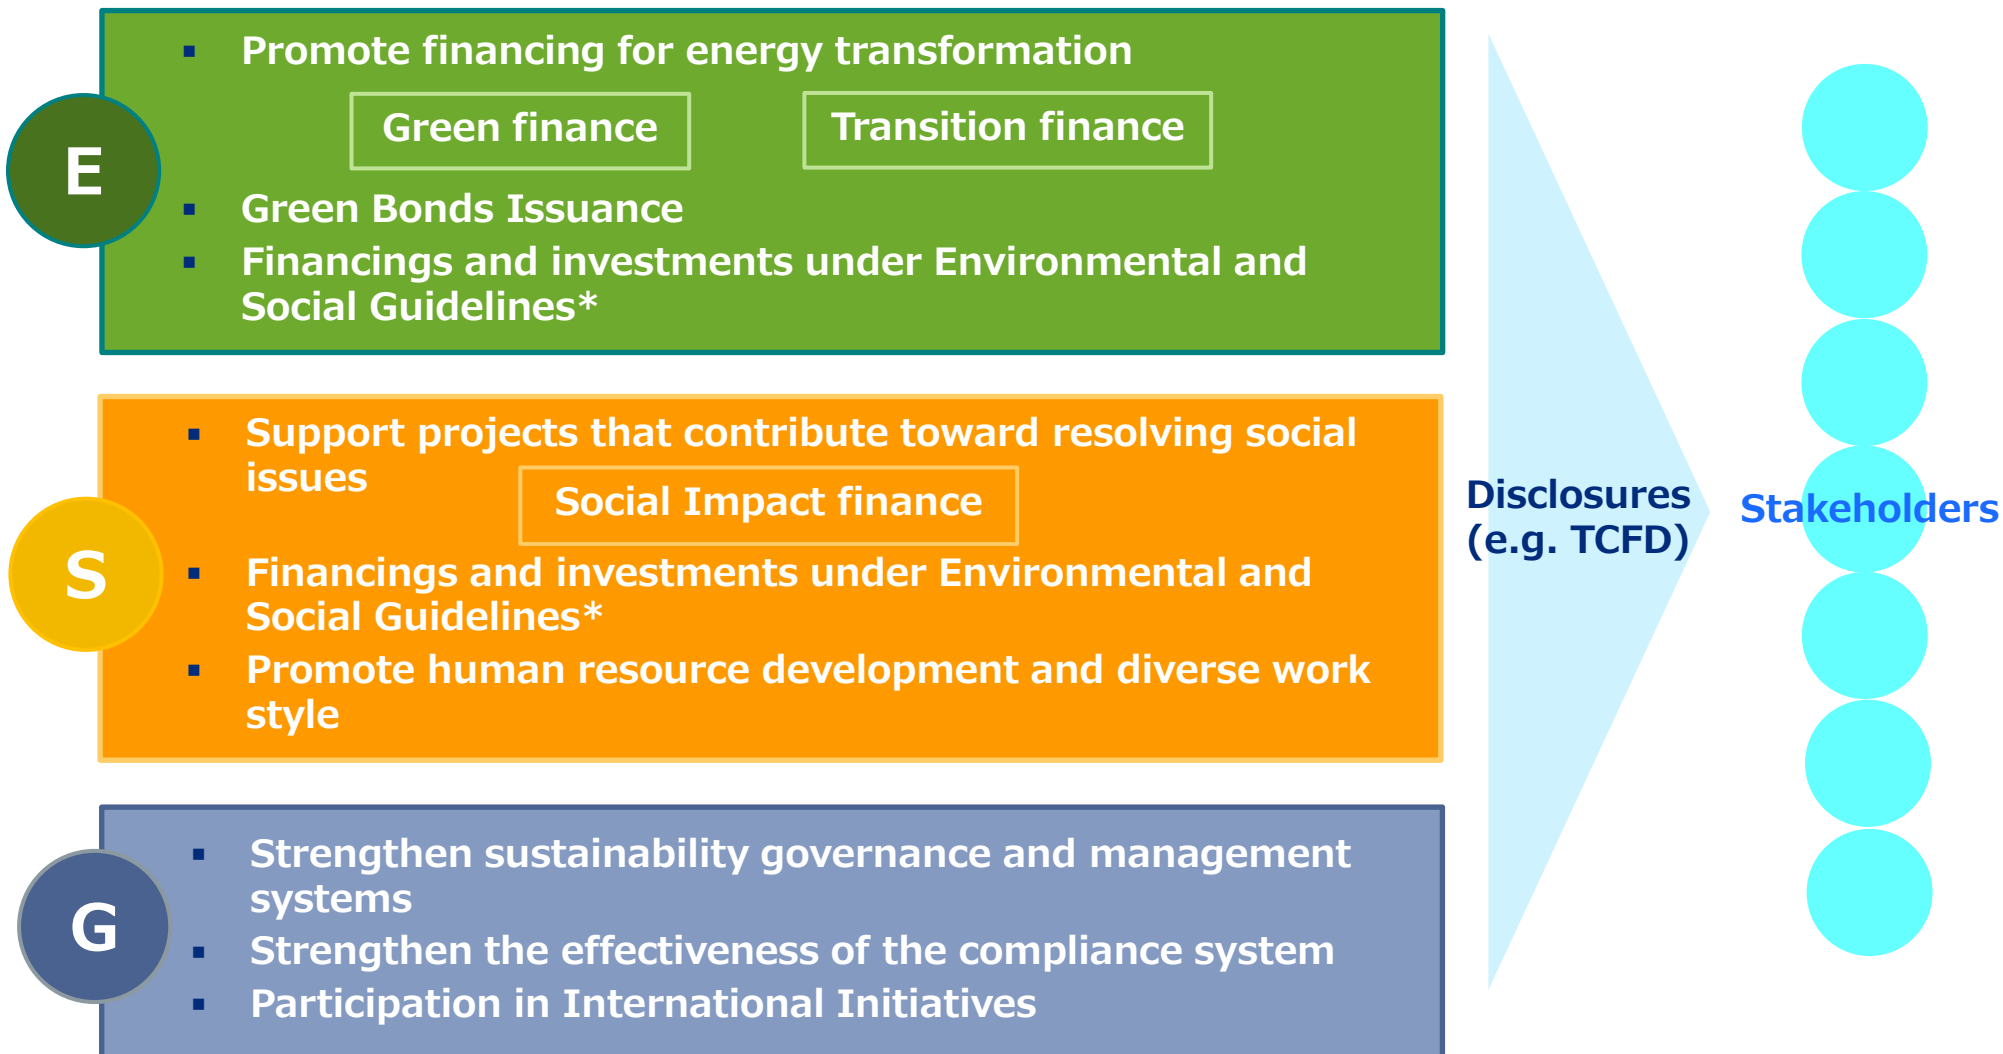 E
▪ Promote financing for energy transformation
Green finance
Transition finance
▪ Green Bonds Issuance
▪ Financings and investments under Environmental and
Social Guidelines*
S
▪ Support projects that contribute toward resolving social
issues
Social Impact finance
▪ Financings and investments under Environmental and
Social Guidelines*
▪ Promote human resource development and diverse work
style
G
▪ Strengthen sustainability governance and management
systems
▪ Strengthen the effectiveness of the compliance system
▪ Participation in International Initiatives
Disclosures
(e.g. TCFD)
Stakeholders